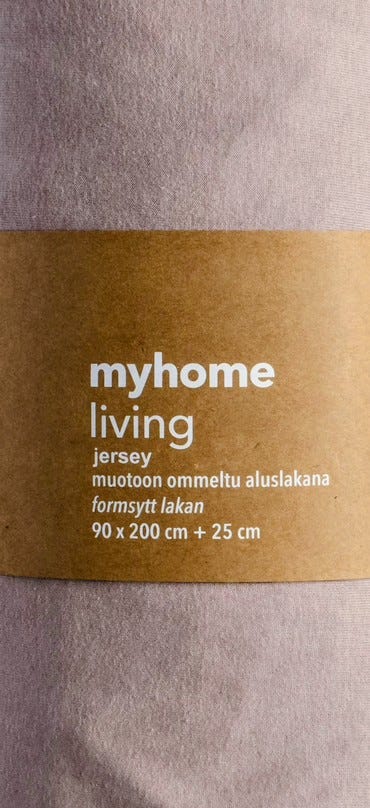 myhome
living
jersey
muotoon ommeltu aluslakana
formsytt lakan
90 x 200 cm + 25 cm